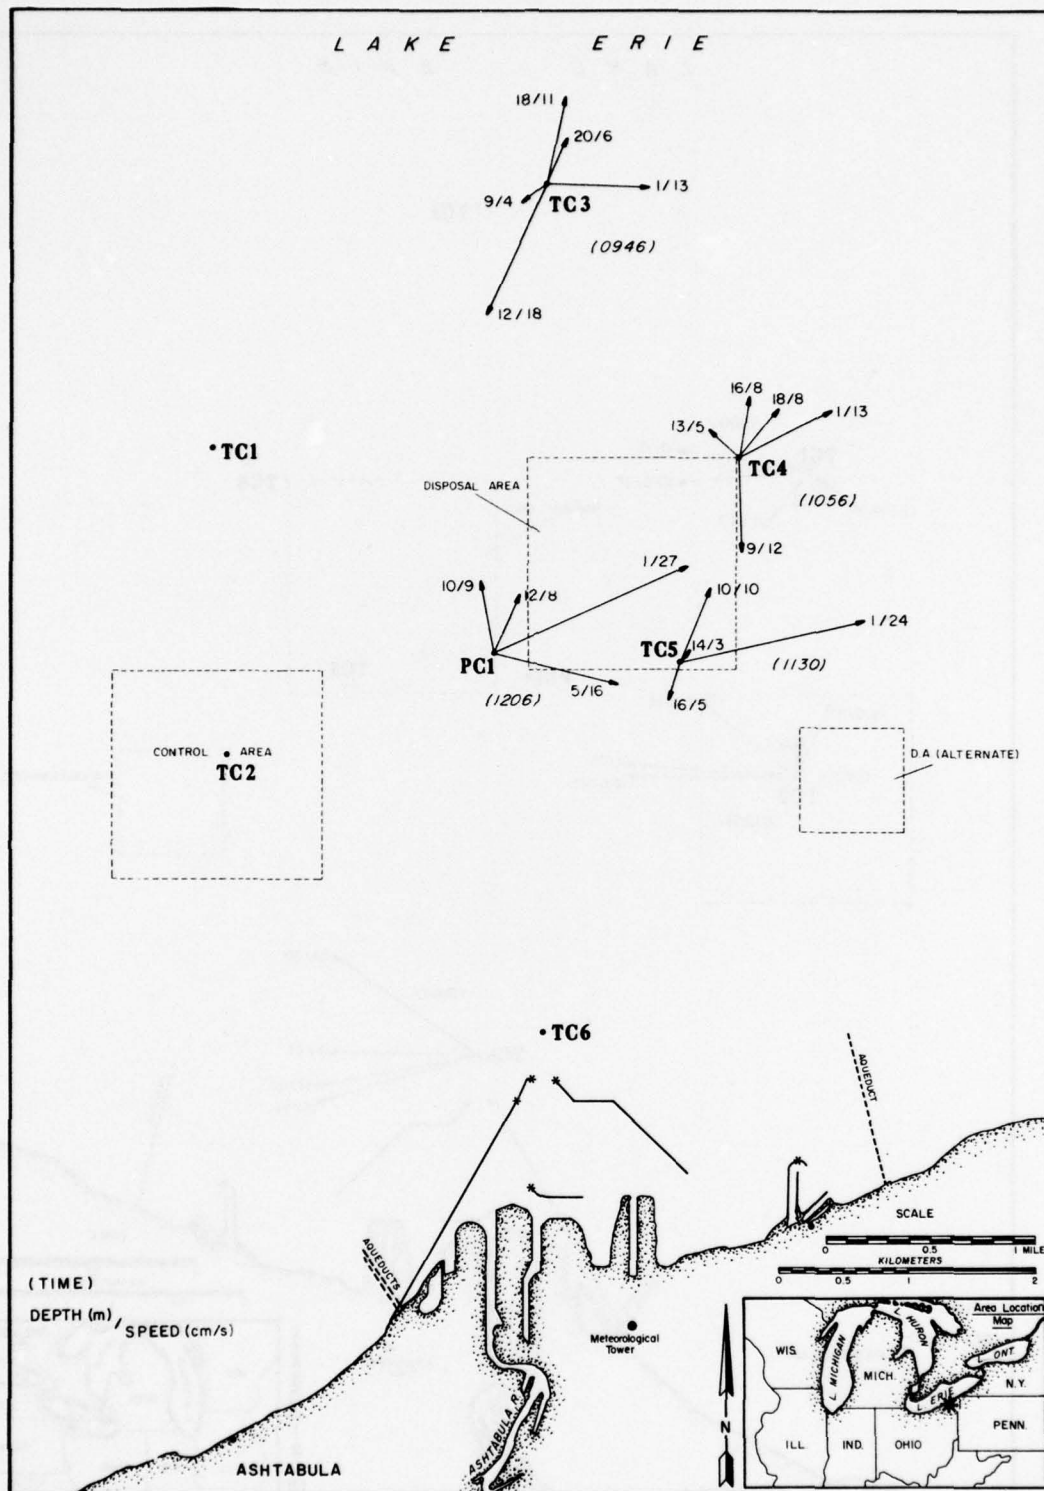 LAKE ERIE
18/11
20/6
1/13
9/4
TC3
(0946)
12/18
16/8
18/8
1/13
13/5
TC1
TC4
DISPOSAL AREA
(1056)
9/12
1/27
10/9
12/8
10/10
1/24
14/3
TC5
PC1
(1130)
5/16
(1206)
16/5
CONTROL AREA
TC2
D.A (ALTERNATE)
TC6
AQUEDUCT
SCALE
0 0.5 1 MILE
KILOMETERS
0 0.5 1 2
AQUEDUCTS
(TIME)
DEPTH (m)/SPEED (cm/s)
Meteorological
Tower
Area Location
Map
WIS.
L. MICHIGAN
HURON
MICH.
L. ONT.
N.Y.
L. ERIE
PENN.
ILL.
IND.
OHIO
N
ASHTABULA R.
ASHTABULA